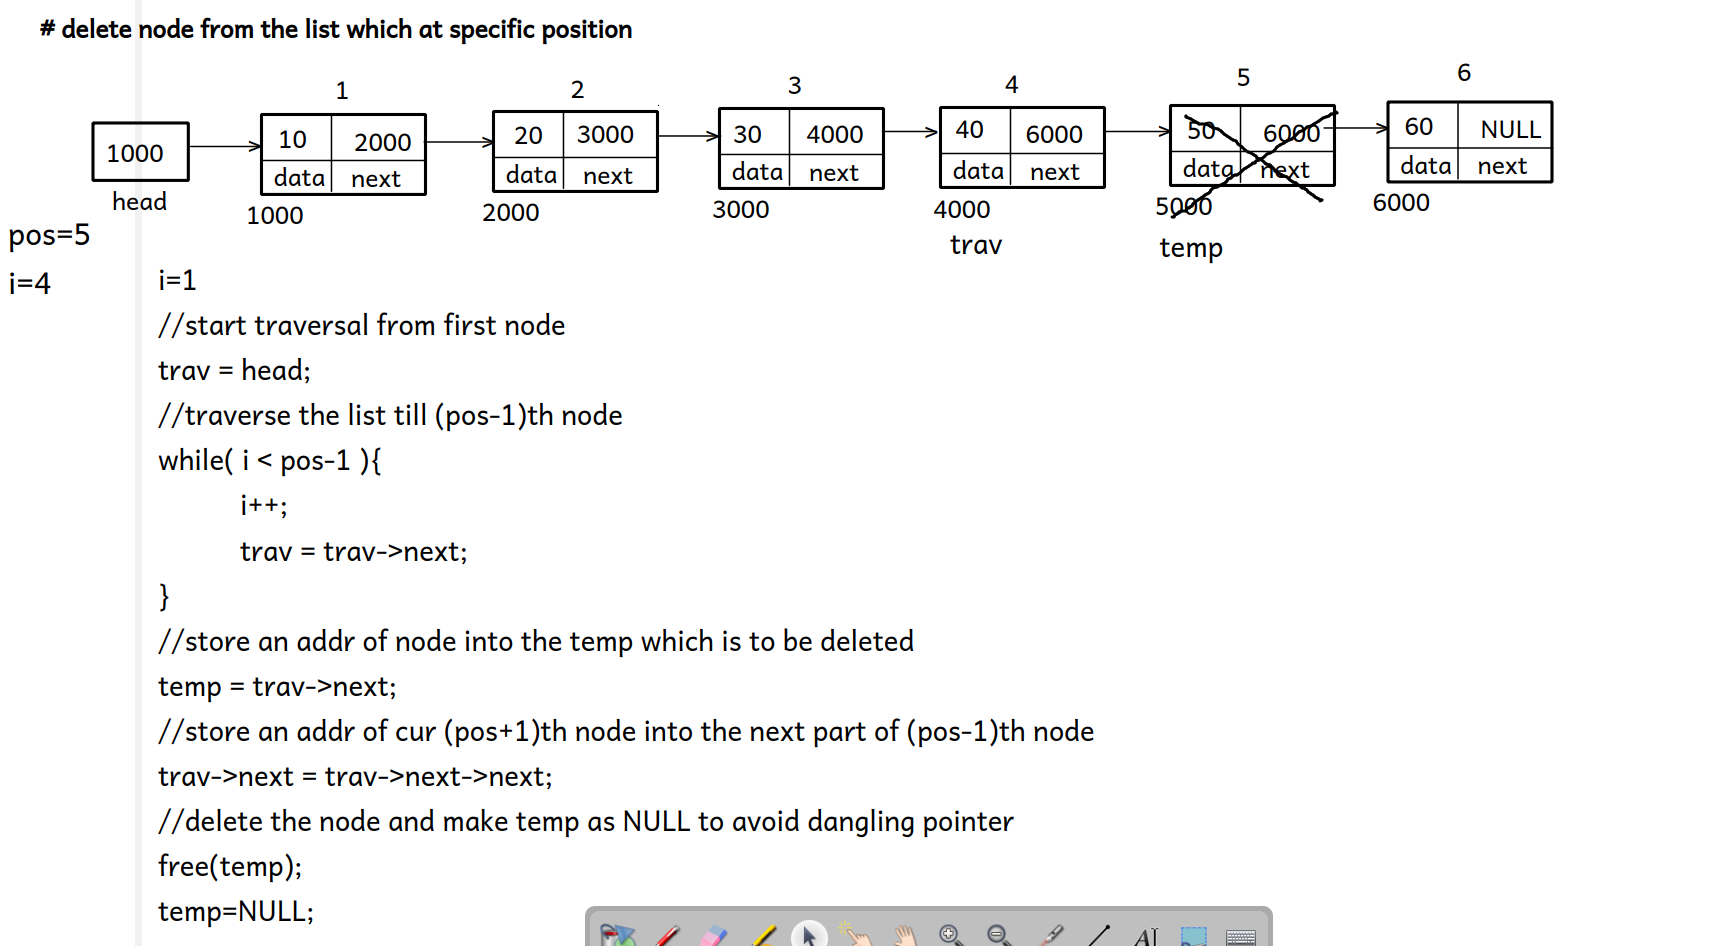 # delete node from the list which at specific position
1 2 3 4 5 6
1000 10 2000 20 3000 30 4000 40 6000 50 6000 60 NULL
head data next data next data next data next data next data next
1000 2000 3000 4000 5000 6000
pos=5 trav temp
i=4 i=1
//start traversal from first node
trav = head;
//traverse the list till (pos-1)th node
while( i < pos-1 ){
i++;
trav = trav->next;
}
//store an addr of node into the temp which is to be deleted
temp = trav->next;
//store an addr of cur (pos+1)th node into the next part of (pos-1)th node
trav->next = trav->next->next;
//delete the node and make temp as NULL to avoid dangling pointer
free(temp);
temp=NULL;